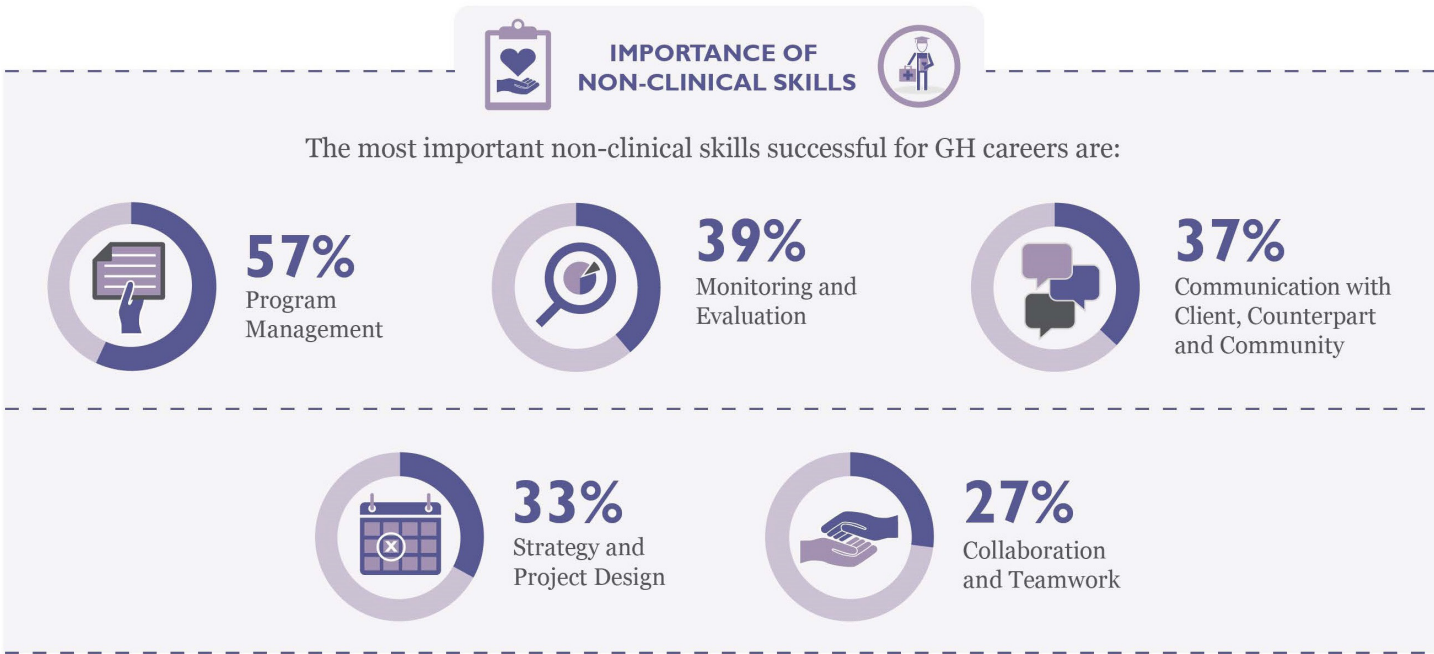 IMPORTANCE OF
NON-CLINICAL SKILLS
The most important non-clinical skills successful for GH careers are:
57%
Program
Management
39%
Monitoring and
Evaluation
37%
Communication with
Client, Counterpart
and Community
33%
Strategy and
Project Design
27%
Collaboration
and Teamwork